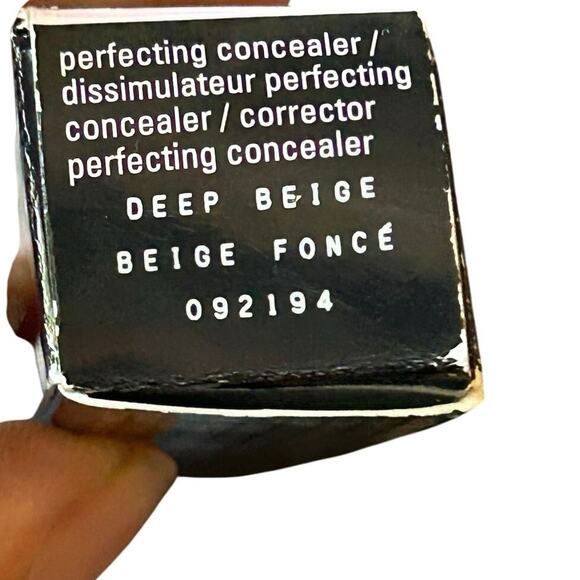 perfecting concealer /
dissimulateur perfecting
concealer / corrector
perfecting concealer
DEEP BEIGE
BEIGE FONCÉ
092194